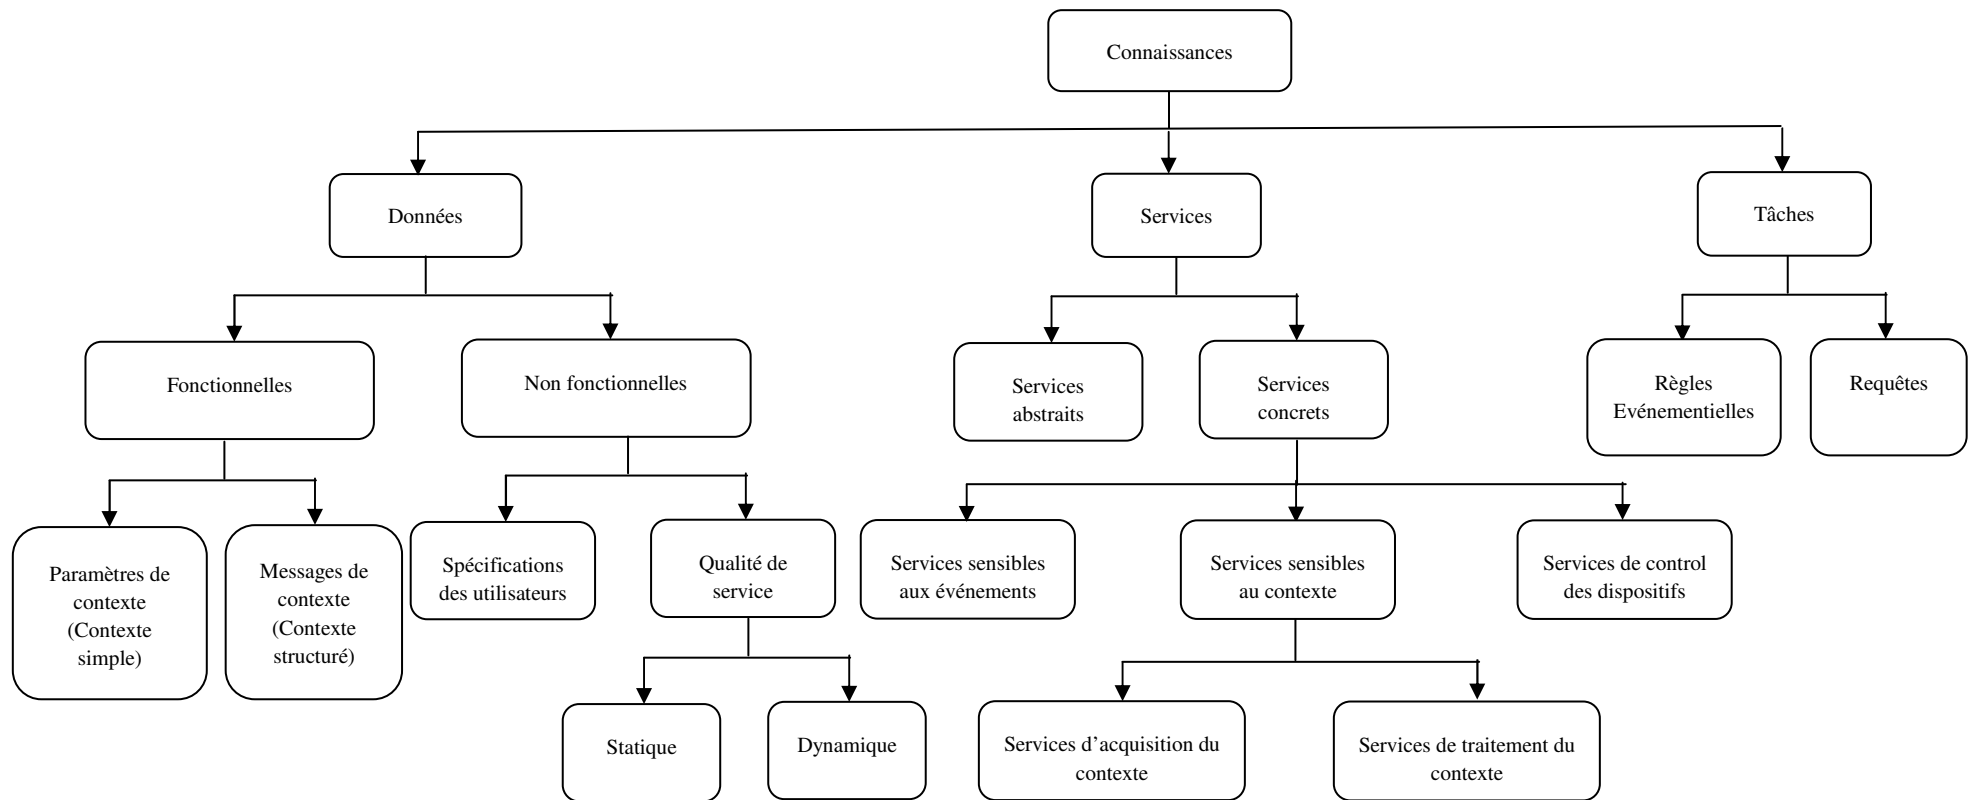 Connaissances
Données
Services
Tâches
Fonctionnelles
Non fonctionnelles
Services
abstraits
Services
concrets
Règles
Evénementielles
Requêtes
Paramètres de
contexte
(Contexte
simple)
Messages de
contexte
(Contexte
structuré)
Spécifications
des utilisateurs
Qualité de
service
Services sensibles
aux événements
Services sensibles
au contexte
Services de control
des dispositifs
Statique
Dynamique
Services d’acquisition du
contexte
Services de traitement du
contexte